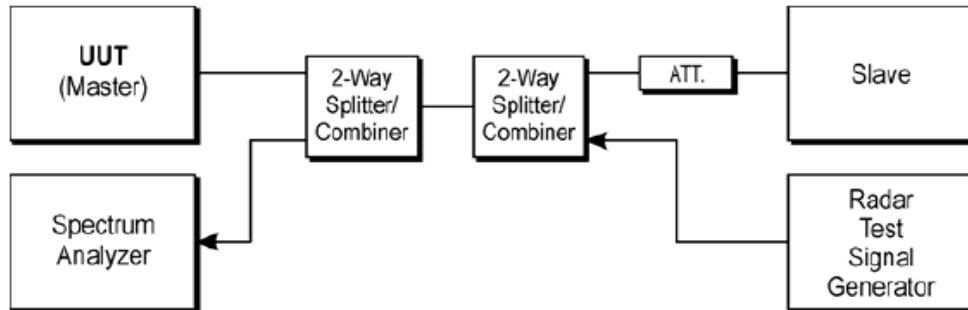 UUT
(Master)
2-Way
Splitter/
Combiner
2-Way
Splitter/
Combiner
ATT.
Slave
Spectrum
Analyzer
Radar
Test
Signal
Generator